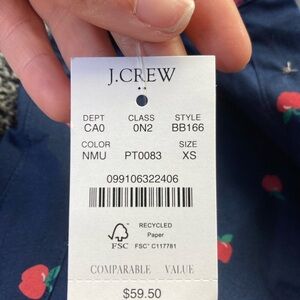 J.CREW
DEPT CLASS STYLE
CA0 0N2 BB166
COLOR SIZE
NMU PT0083 XS
099106322406
RECYCLED
Paper
FSC FSC® C117781
COMPARABLE VALUE
$59.50